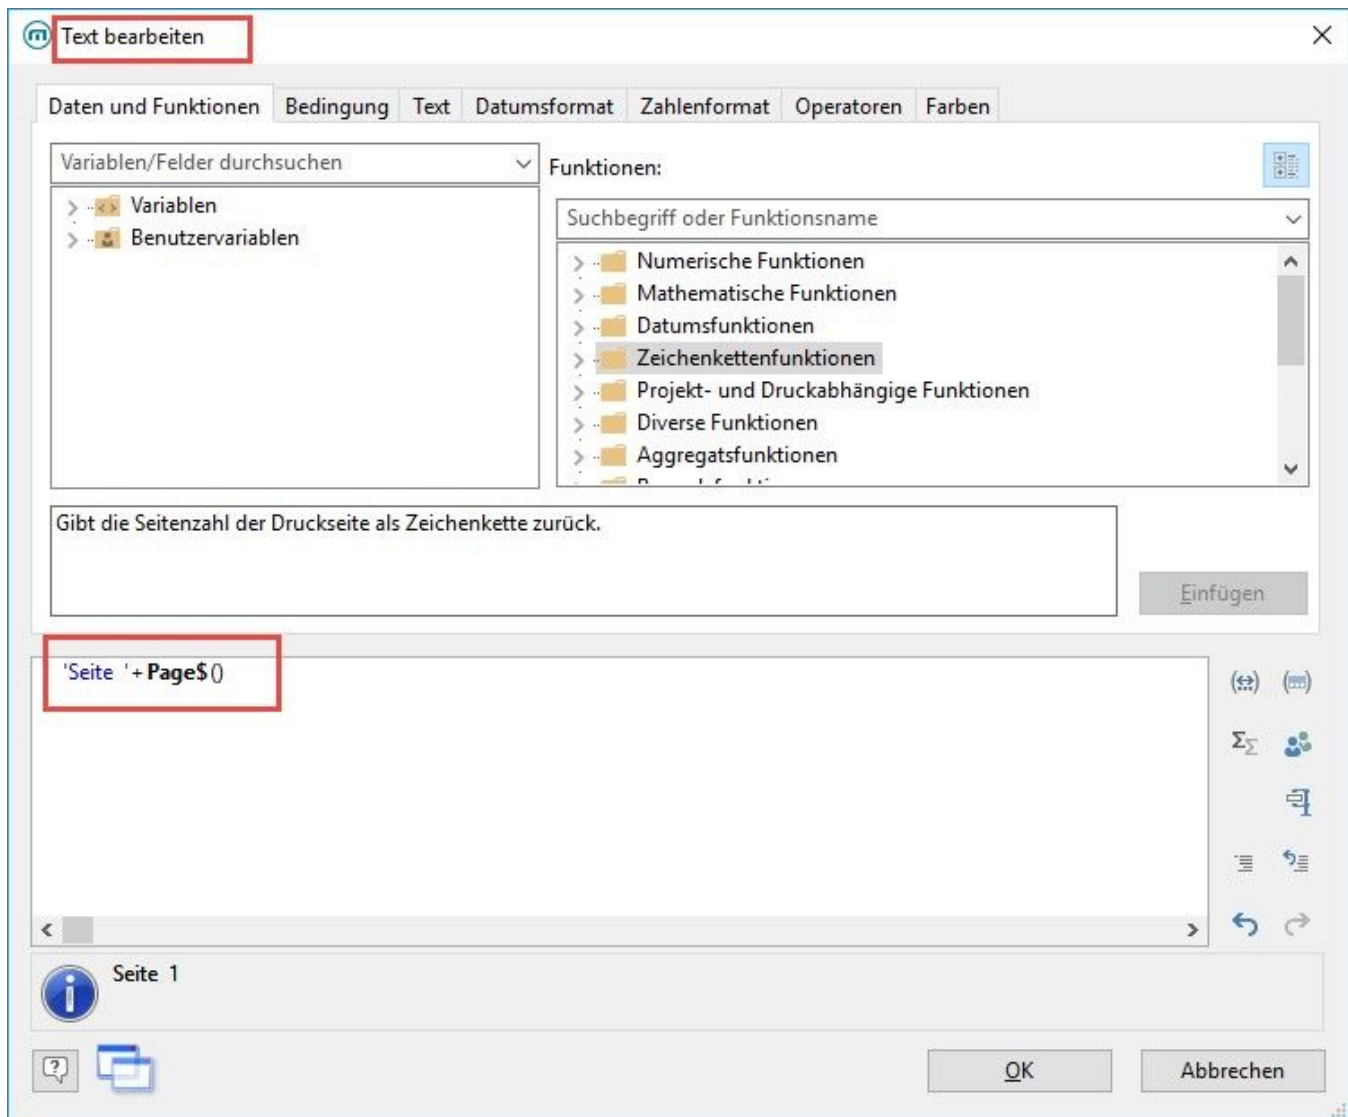 Text bearbeiten
Daten und Funktionen Bedingung Text Datumsformat Zahlenformat Operatoren Farben
Variablen/Felder durchsuchen
Variablen
Benutzervariablen
Funktionen:
Suchbegriff oder Funktionsname
Numerische Funktionen
Mathematische Funktionen
Datumsfunktionen
Zeichenkettenfunktionen
Projekt- und Druckabhängige Funktionen
Diverse Funktionen
Aggregatsfunktionen
Gibt die Seitenzahl der Druckseite als Zeichenkette zurück.
Einfügen
'Seite '+ Page$ ()
Seite 1
OK Abbrechen